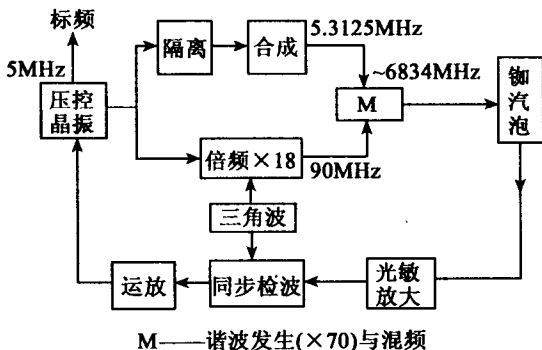 标频
5MHz
压控
晶振
隔离
合成
5.3125MHz
~6834MHz
M
铷
汽
泡
倍频×18
90MHz
三角波
运放
同步检波
光敏
放大
M——谐波发生(×70)与混频